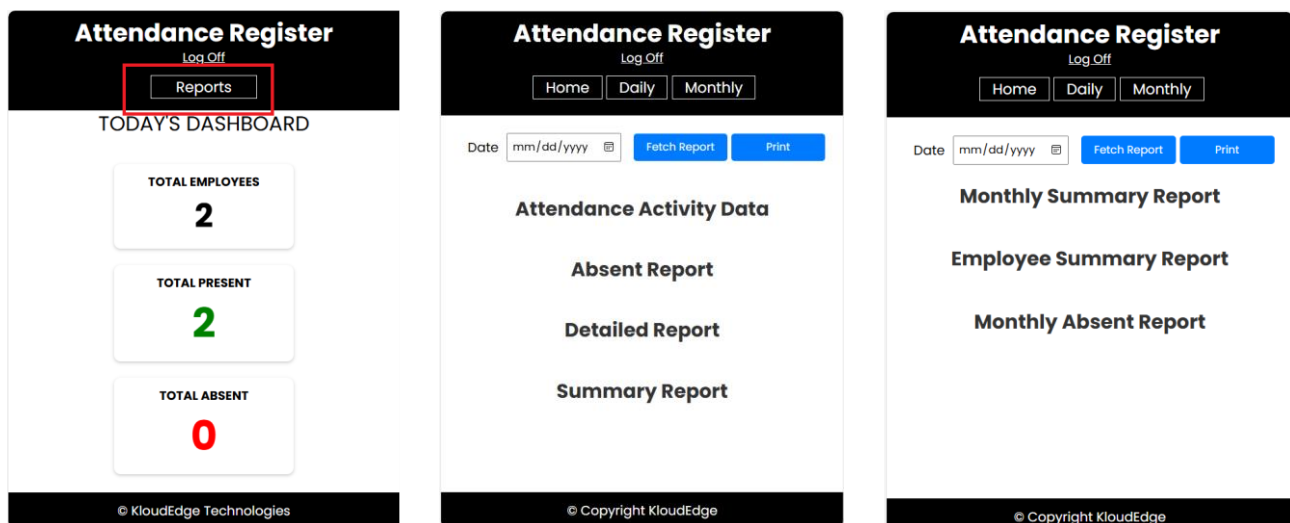 Attendance Register
Log Off
Reports
TODAY'S DASHBOARD
TOTAL EMPLOYEES
2
TOTAL PRESENT
2
TOTAL ABSENT
0
© KloudEdge Technologies
Attendance Register
Log Off
Home Daily Monthly
Date mm/dd/yyyy Fetch Report Print
Attendance Activity Data
Absent Report
Detailed Report
Summary Report
© Copyright KloudEdge
Attendance Register
Log Off
Home Daily Monthly
Date mm/dd/yyyy Fetch Report Print
Monthly Summary Report
Employee Summary Report
Monthly Absent Report
© Copyright KloudEdge